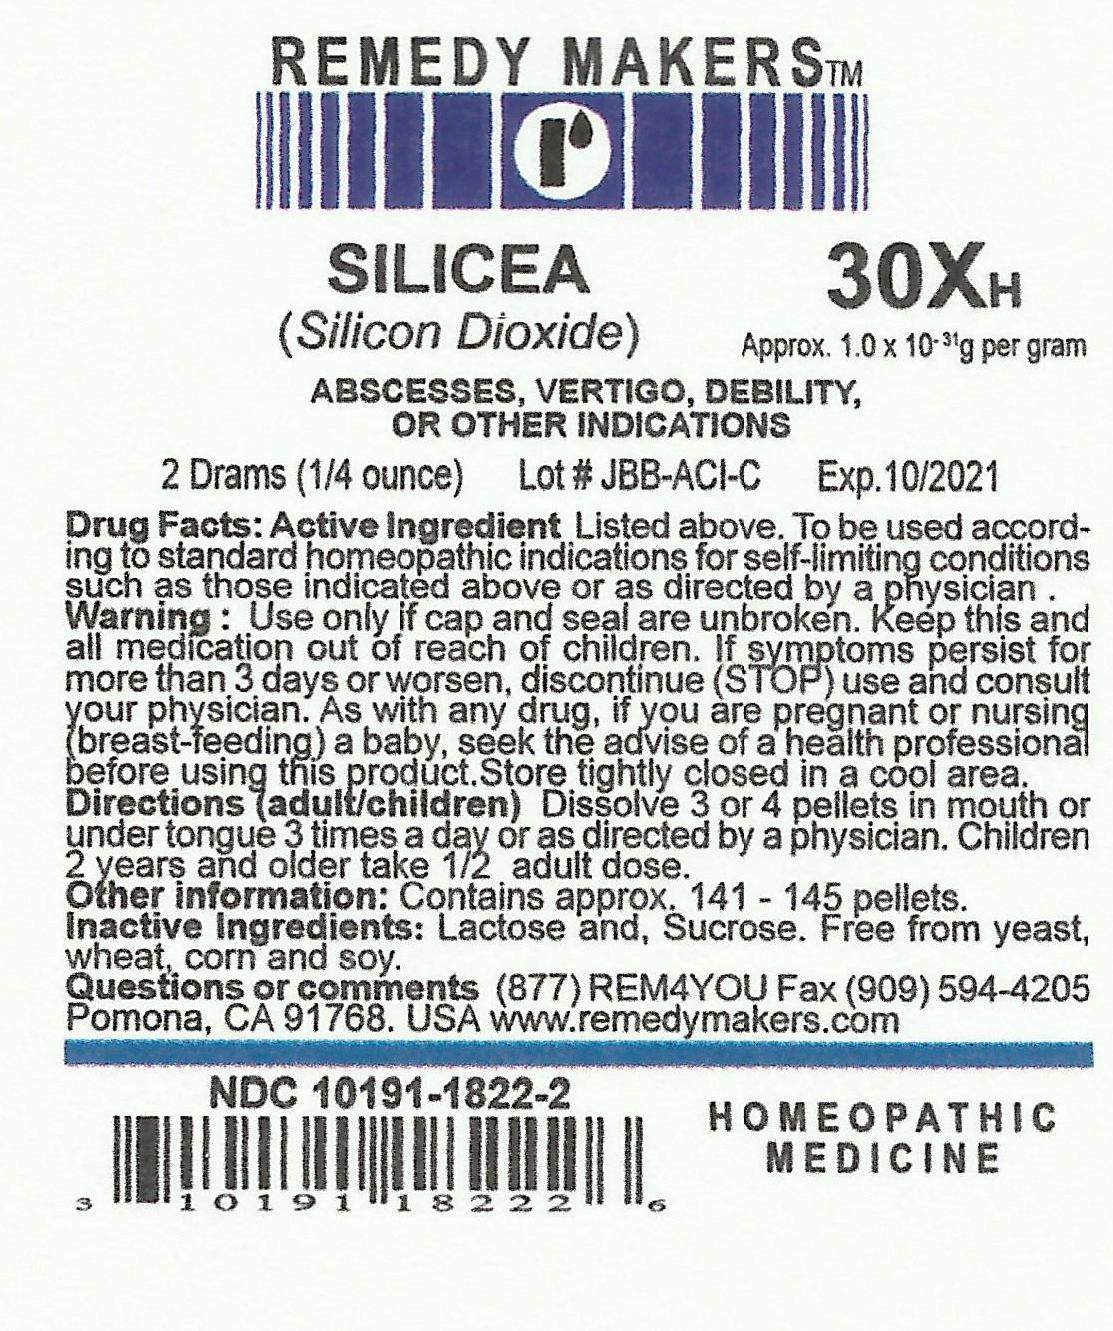 REMEDY MAKERS™
r
SILICEA 30XH
(Silicon Dioxide) Approx. 1.0 x 10-³¹g per gram
ABSCESSES, VERTIGO, DEBILITY,
OR OTHER INDICATIONS
2 Drams (1/4 ounce) Lot # JBB-ACI-C Exp.10/2021
Drug Facts: Active Ingredient Listed above. To be used accord-
ing to standard homeopathic indications for self-limiting conditions
such as those indicated above or as directed by a physician .
Warning : Use only if cap and seal are unbroken. Keep this and
all medication out of reach of children. If symptoms persist for
more than 3 days or worsen, discontinue (STOP) use and consult
your physician. As with any drug, if you are pregnant or nursing
(breast-feeding) a baby, seek the advise of a health professional
before using this product.Store tightly closed in a cool area.
Directions (adult/children) Dissolve 3 or 4 pellets in mouth or
under tongue 3 times a day or as directed by a physician. Children
2 years and older take 1/2 adult dose.
Other information: Contains approx. 141 - 145 pellets.
Inactive Ingredients: Lactose and, Sucrose. Free from yeast,
wheat, corn and soy.
Questions or comments (877) REM4YOU Fax (909) 594-4205
Pomona, CA 91768. USA www.remedymakers.com
NDC 10191-1822-2
HOMEOPATHIC
MEDICINE
3 10191 18222 6